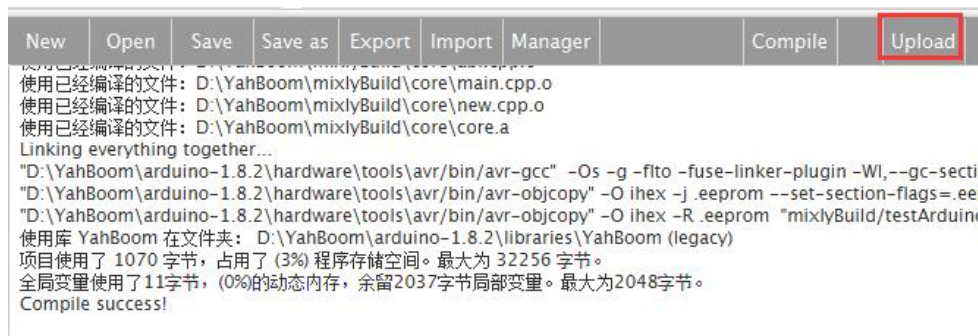 New Open Save Save as Export Import Manager Compile Upload
使用已经编译的文件: D:\YahBoom\mixlyBuild\core\main.cpp.o
使用已经编译的文件: D:\YahBoom\mixlyBuild\core\new.cpp.o
使用已经编译的文件: D:\YahBoom\mixlyBuild\core\core.a
Linking everything together...
"D:\YahBoom\arduino-1.8.2\hardware\tools\avr/bin/avr-gcc" -Os -g -flto -fuse-linker-plugin -Wl,--gc-secti
"D:\YahBoom\arduino-1.8.2\hardware\tools\avr/bin/avr-objcopy" -O ihex -j .eeprom --set-section-flags=.ee
"D:\YahBoom\arduino-1.8.2\hardware\tools\avr/bin/avr-objcopy" -O ihex -R .eeprom "mixlyBuild/testArduino
使用库 YahBoom 在文件夹: D:\YahBoom\arduino-1.8.2\libraries\YahBoom (legacy)
项目使用了 1070 字节，占用了 (3%) 程序存储空间。最大为 32256 字节。
全局变量使用了11字节，(0%)的动态内存，余留2037字节局部变量。最大为2048字节。
Compile success!